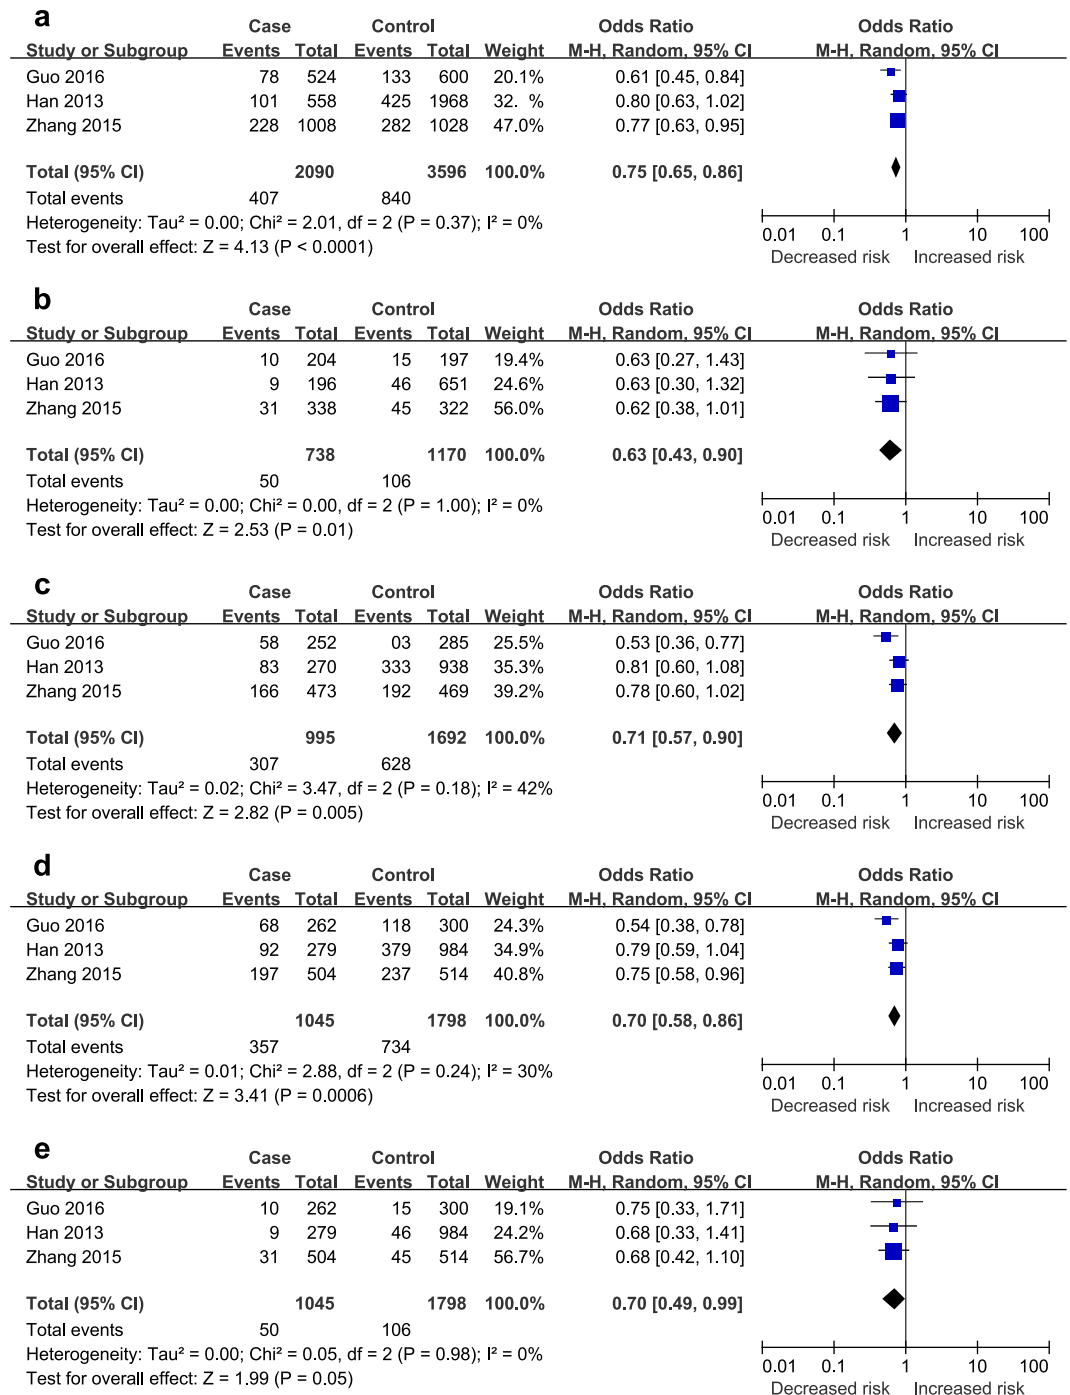 a
Case Control Odds Ratio Odds Ratio
Study or Subgroup Events Total Events Total Weight M-H, Random, 95% CI M-H, Random, 95% CI
Guo 2016 78 524 133 600 20.1% 0.61 [0.45, 0.84]
Han 2013 101 558 425 1968 32. % 0.80 [0.63, 1.02]
Zhang 2015 228 1008 282 1028 47.0% 0.77 [0.63, 0.95]
Total (95% CI) 2090 3596 100.0% 0.75 [0.65, 0.86]
Total events 407 840
Heterogeneity: Tau² = 0.00; Chi² = 2.01, df = 2 (P = 0.37); I² = 0%
Test for overall effect: Z = 4.13 (P < 0.0001)
0.01 0.1 1 10 100
Decreased risk Increased risk
b
Case Control Odds Ratio Odds Ratio
Study or Subgroup Events Total Events Total Weight M-H, Random, 95% CI M-H, Random, 95% CI
Guo 2016 10 204 15 197 19.4% 0.63 [0.27, 1.43]
Han 2013 9 196 46 651 24.6% 0.63 [0.30, 1.32]
Zhang 2015 31 338 45 322 56.0% 0.62 [0.38, 1.01]
Total (95% CI) 738 1170 100.0% 0.63 [0.43, 0.90]
Total events 50 106
Heterogeneity: Tau² = 0.00; Chi² = 0.00, df = 2 (P = 1.00); I² = 0%
Test for overall effect: Z = 2.53 (P = 0.01)
0.01 0.1 1 10 100
Decreased risk Increased risk
c
Case Control Odds Ratio Odds Ratio
Study or Subgroup Events Total Events Total Weight M-H, Random, 95% CI M-H, Random, 95% CI
Guo 2016 58 252 03 285 25.5% 0.53 [0.36, 0.77]
Han 2013 83 270 333 938 35.3% 0.81 [0.60, 1.08]
Zhang 2015 166 473 192 469 39.2% 0.78 [0.60, 1.02]
Total (95% CI) 995 1692 100.0% 0.71 [0.57, 0.90]
Total events 307 628
Heterogeneity: Tau² = 0.02; Chi² = 3.47, df = 2 (P = 0.18); I² = 42%
Test for overall effect: Z = 2.82 (P = 0.005)
0.01 0.1 1 10 100
Decreased risk Increased risk
d
Case Control Odds Ratio Odds Ratio
Study or Subgroup Events Total Events Total Weight M-H, Random, 95% CI M-H, Random, 95% CI
Guo 2016 68 262 118 300 24.3% 0.54 [0.38, 0.78]
Han 2013 92 279 379 984 34.9% 0.79 [0.59, 1.04]
Zhang 2015 197 504 237 514 40.8% 0.75 [0.58, 0.96]
Total (95% CI) 1045 1798 100.0% 0.70 [0.58, 0.86]
Total events 357 734
Heterogeneity: Tau² = 0.01; Chi² = 2.88, df = 2 (P = 0.24); I² = 30%
Test for overall effect: Z = 3.41 (P = 0.0006)
0.01 0.1 1 10 100
Decreased risk Increased risk
e
Case Control Odds Ratio Odds Ratio
Study or Subgroup Events Total Events Total Weight M-H, Random, 95% CI M-H, Random, 95% CI
Guo 2016 10 262 15 300 19.1% 0.75 [0.33, 1.71]
Han 2013 9 279 46 984 24.2% 0.68 [0.33, 1.41]
Zhang 2015 31 504 45 514 56.7% 0.68 [0.42, 1.10]
Total (95% CI) 1045 1798 100.0% 0.70 [0.49, 0.99]
Total events 50 106
Heterogeneity: Tau² = 0.00; Chi² = 0.05, df = 2 (P = 0.98); I² = 0%
Test for overall effect: Z = 1.99 (P = 0.05)
0.01 0.1 1 10 100
Decreased risk Increased risk